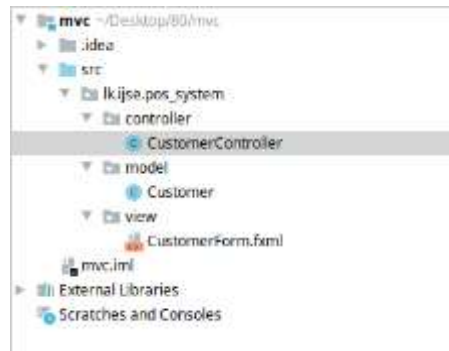 mvc ~/Desktop/80/mvc
.idea
src
lk.ijse.pos_system
controller
CustomerController
model
Customer
view
CustomerForm.fxml
mvc.iml
External Libraries
Scratches and Consoles